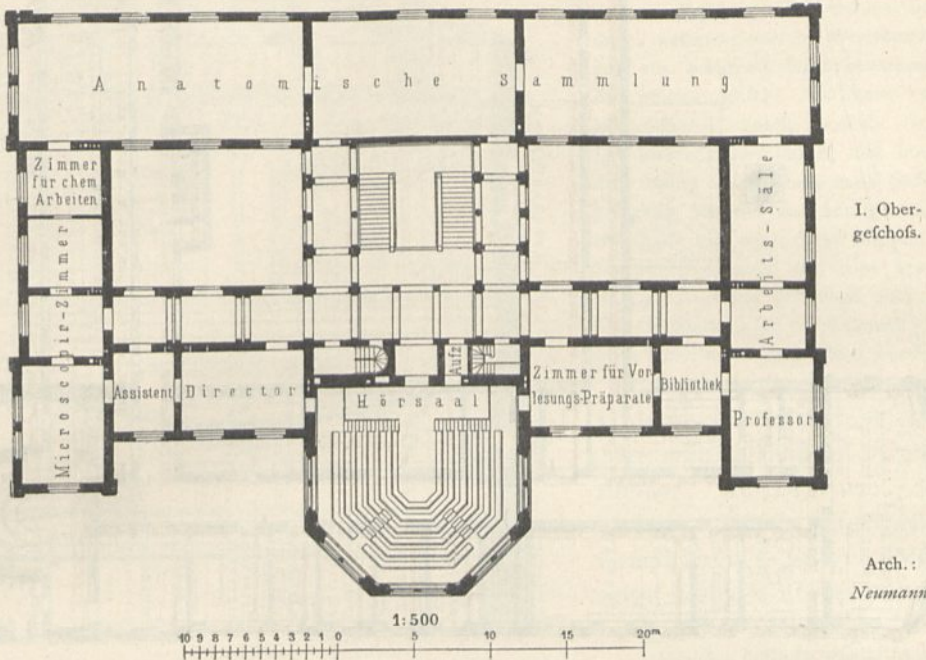 Anatomische Sammlung
Zimmer
für chem
Arbeiten
Microscopie-Zimmer
Arbeits-Säle
I. Ober-
geſchoſs.
Assistent
Director
Aufz.
Zimmer für Vor
lesungs-Präparate
Bibliothek
Professor
Hörsaal
Arch.:
Neumann
1:500
10 9 8 7 6 5 4 3 2 1 0 5 10 15 20m